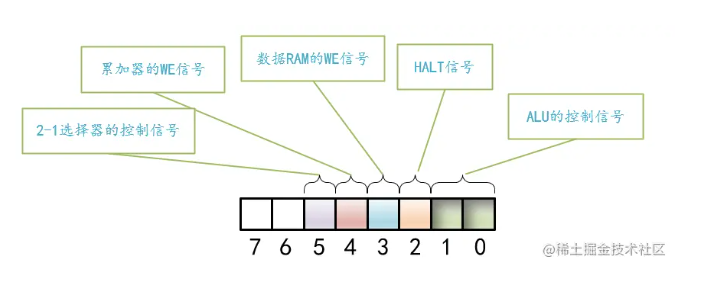 数据RAM的WE信号
累加器的WE信号
HALT信号
2-1选择器的控制信号
ALU的控制信号
7 6 5 4 3 2 1 0
@稀土掘金技术社区